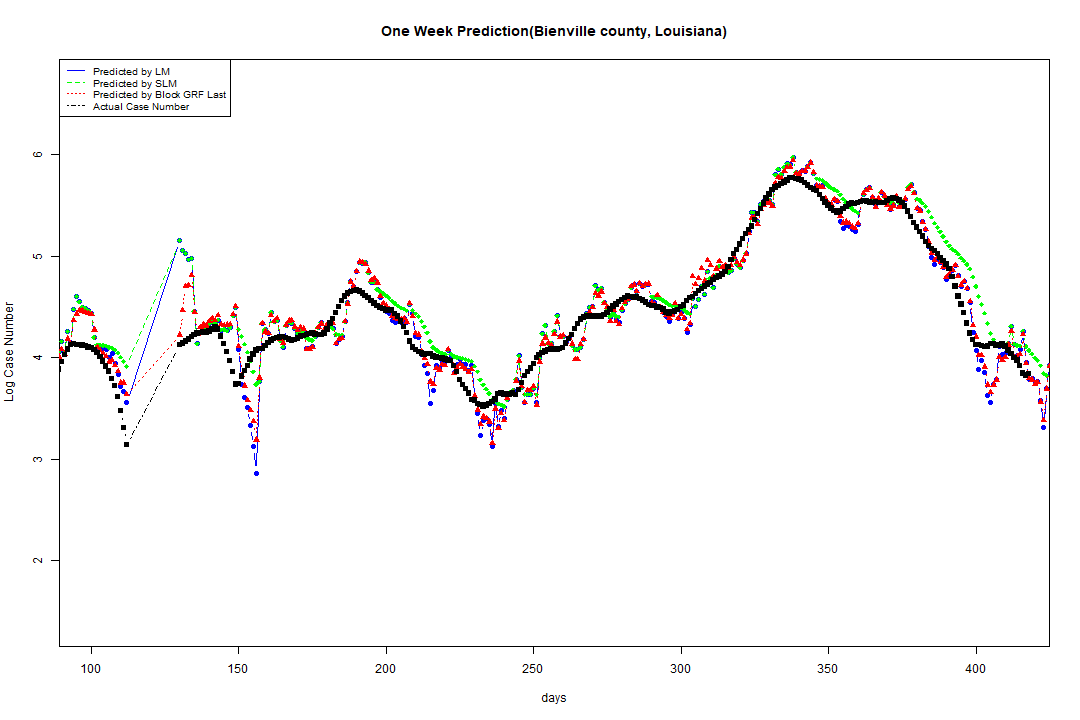 One Week Prediction(Bienville county, Louisiana)
Predicted by LM
Predicted by SLM
Predicted by Block GRF Last
Actual Case Number
6
5
4
3
2
Log Case Number
100 150 200 250 300 350 400
days